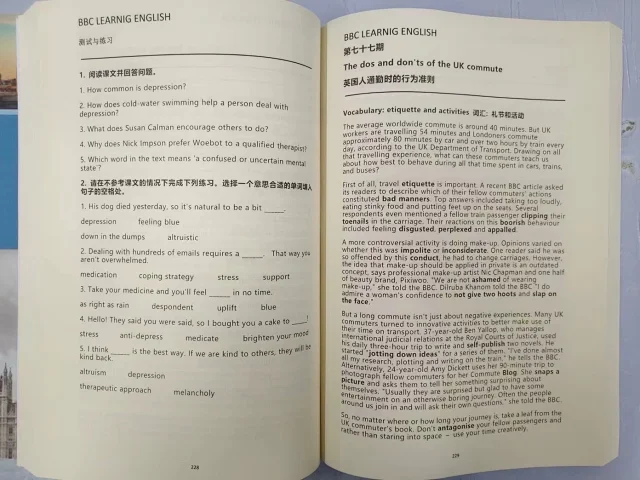 BBC LEARNIG ENGLISH
测试与练习
1. 阅读课文并回答问题。
1. How common is depression?
2. How does cold-water swimming help a person deal with
depression?
3. What does Susan Calman encourage others to do?
4. Why does Nick Impson prefer Woebot to a qualified therapist?
5. Which word in the text means 'a confused or uncertain mental
state'?
2. 请在不参考课文的情况下完成下列练习。选择一个意思合适的单词填入
句子的空格处。
1. His dog died yesterday, so it's natural to be a bit _____.
depression feeling blue
down in the dumps altruistic
2. Dealing with hundreds of emails requires a _____. That way you
aren't overwhelmed.
medication coping strategy stress support
3. Take your medicine and you'll feel _____ in no time.
as right as rain despondent uplift blue
4. Hello! They said you were sad, so I bought you a cake to _____!
stress anti-depress medicate brighten your mood
5. I think _____ is the best way. If we are kind to others, they will be
kind back.
altruism depression
therapeutic approach melancholy
228
BBC LEARNIG ENGLISH
第七十七期
The dos and don'ts of the UK commute
英国人通勤时的行为准则
Vocabulary: etiquette and activities 词汇: 礼节和活动
The average worldwide commute is around 40 minutes. But UK
workers are travelling 54 minutes and Londoners commute
approximately 80 minutes by car and over two hours by train every
day, according to the UK Department of Transport. Drawing on all
that travelling experience, what can these commuters teach us
about how best to behave during all that time spent in cars, trains,
and buses?
First of all, travel etiquette is important. A recent BBC article asked
its readers to describe which of their fellow commuters' actions
constituted bad manners. Top answers included talking too loudly,
eating stinky food and putting feet up on the seats. Several
respondents even mentioned a fellow train passenger clipping their
toenails in the carriage. Their reactions on this boorish behaviour
included feeling disgusted, perplexed and appalled.
A more controversial activity is doing make-up. Opinions varied on
whether this was impolite or inconsiderate. One reader said he was
so offended by this conduct, he had to change carriages. However,
the idea that make-up should be applied in private is an outdated
concept, says professional make-up artist Nic Chapman and one half
of beauty brand, Pixiwoo. "We are not ashamed of wearing
make-up," she told the BBC. Dilruba Khanom told the BBC "I do
admire a woman's confidence to not give two hoots and slap on
the face."
But a long commute isn't just about negative experiences. Many UK
commuters turned to innovative activities to better make use of
their time on transport. 37-year-old Ben Yallop, who manages
international judicial relations at the Royal Courts of Justice, used
his daily three-hour trip to write and self-publish two novels. He
started "jotting down ideas" for a series of them. "I've done almost
all my research, plotting and writing on the train," he tells the BBC.
Alternatively, 24-year-old Amy Dickett uses her 90-minute trip to
photograph fellow commuters for her Commute Blog. She snaps a
picture and asks them to tell her something surprising about
themselves. "Usually they are surprised but glad to have some
entertainment on an otherwise boring journey. Often the people
around us join in and will ask their own questions." she told the BBC.
So, no matter where or how long your journey is, take a leaf from the
UK commuter's book. Don't antagonise your fellow passengers and
rather than staring into space – use your time creatively.
229